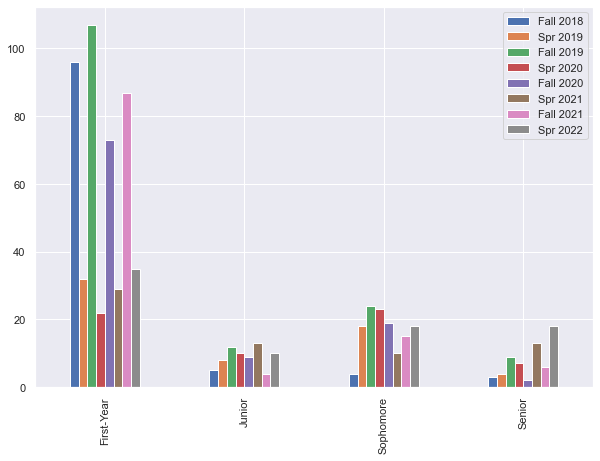 Fall 2018
Spr 2019
Fall 2019
Spr 2020
Fall 2020
Spr 2021
Fall 2021
Spr 2022
100
80
60
40
20
0
First-Year
Junior
Sophomore
Senior